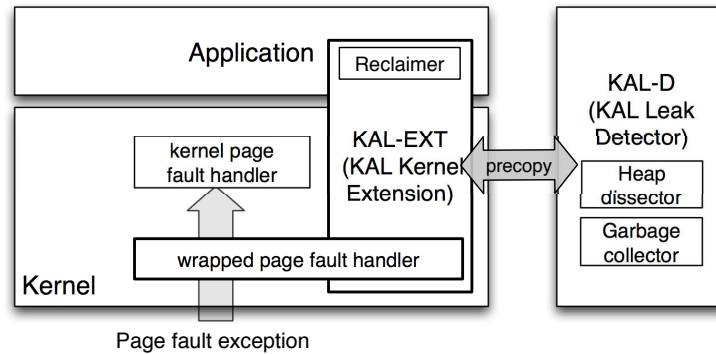 Application
Reclaimer
KAL-EXT
(KAL Kernel
Extension)
kernel page
fault handler
wrapped page fault handler
Kernel
Page fault exception
precopy
KAL-D
(KAL Leak
Detector)
Heap
dissector
Garbage
collector